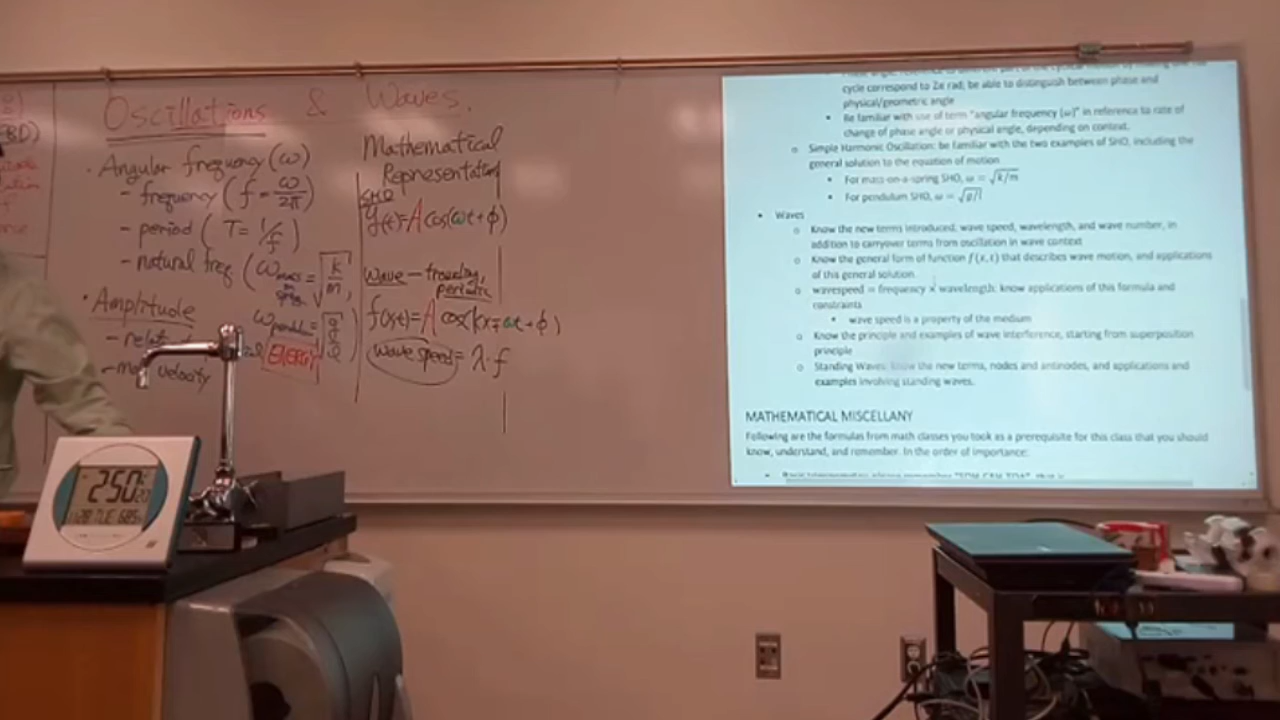 Oscillations & Waves.
· Angular frequency (ω)
- frequency (f = ω/2π)
- period (T = 1/f)
- natural freq. (ω mass on spring = √k/m,
ω pendulum = √g/l)
· Amplitude
ENERGY
velocity
Mathematical
Representation
SHO
y(t)=A cos(ωt+φ)
Wave — traveling,
periodic
f(x,t)=A cos(kx∓ωt+φ)
wave speed = λ·f
cycle correspond to 2π rad; be able to distinguish between phase and
physical/geometric angle
▪ Be familiar with use of term "angular frequency (ω)" in reference to rate of
change of phase angle or physical angle, depending on context.
o Simple Harmonic Oscillation: be familiar with the two examples of SHO, including the
general solution to the equation of motion
▪ For mass-on-a-spring SHO, ω = √k/m
▪ For pendulum SHO, ω = √g/l
• Waves
o Know the new terms introduced, wave speed, wavelength, and wave number, in
addition to carryover terms from oscillation in wave context
o Know the general form of function f(x,t) that describes wave motion, and applications
of this general solution.
o wavespeed = frequency × wavelength: know applications of this formula and
constraints
▪ wave speed is a property of the medium
o Know the principle and examples of wave interference, starting from superposition
principle
o Standing Waves: know the new terms, nodes and antinodes, and applications and
examples involving standing waves.
MATHEMATICAL MISCELLANY
Following are the formulas from math classes you took as a prerequisite for this class that you should
know, understand, and remember. In the order of importance:
2:50
TUE